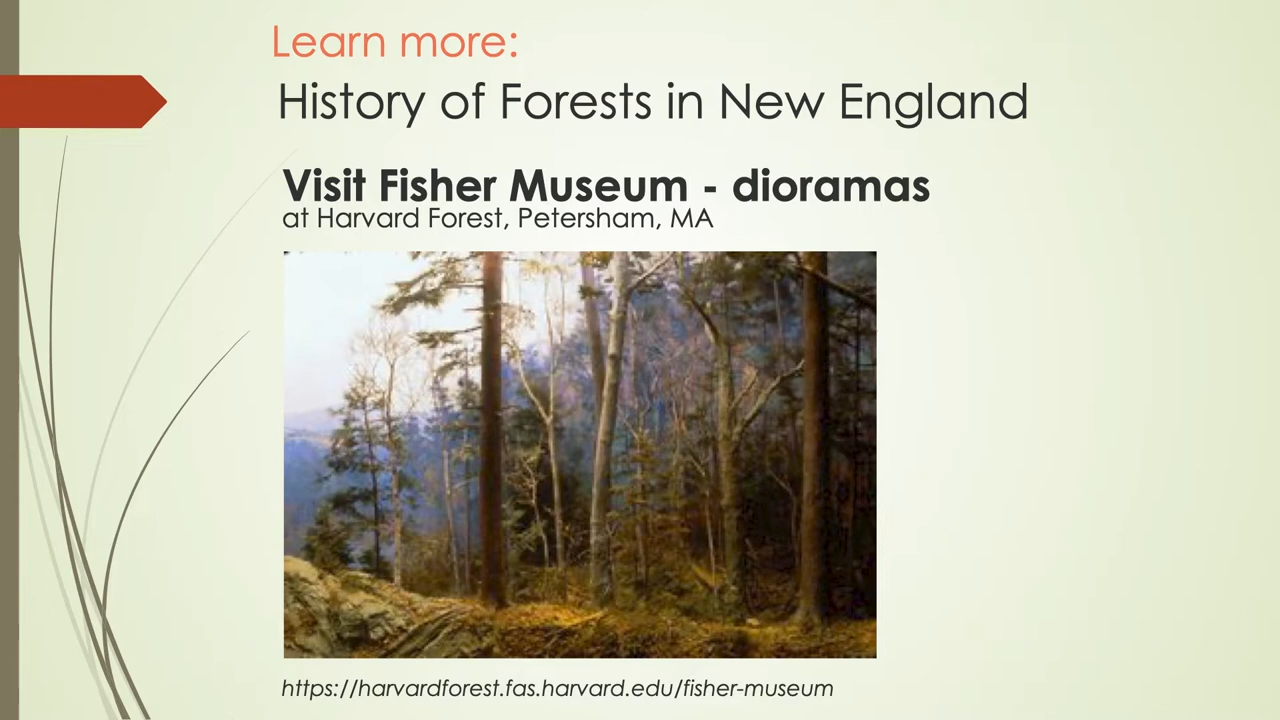 Learn more:
History of Forests in New England
Visit Fisher Museum - dioramas
at Harvard Forest, Petersham, MA
https://harvardforest.fas.harvard.edu/fisher-museum